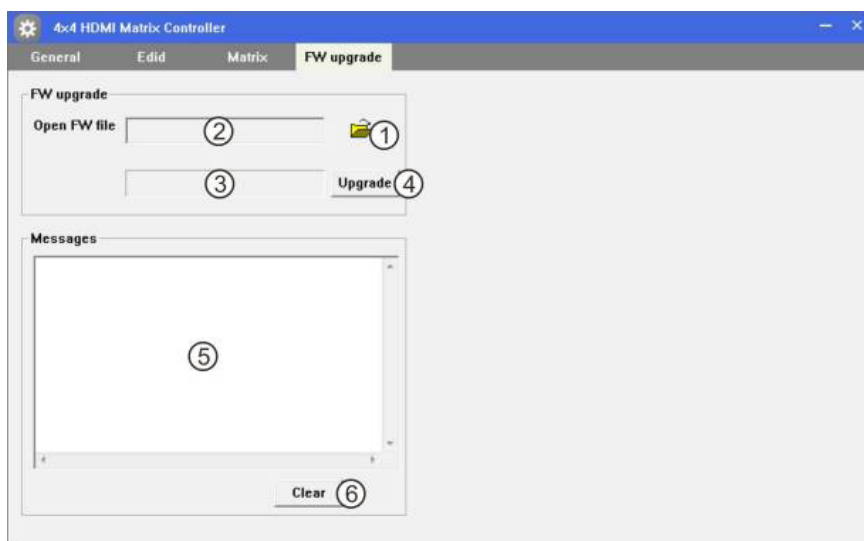 4x4 HDMI Matrix Controller
General Edid Matrix FW upgrade
FW upgrade
Open FW file ② ①
③ Upgrade ④
Messages
⑤
Clear ⑥